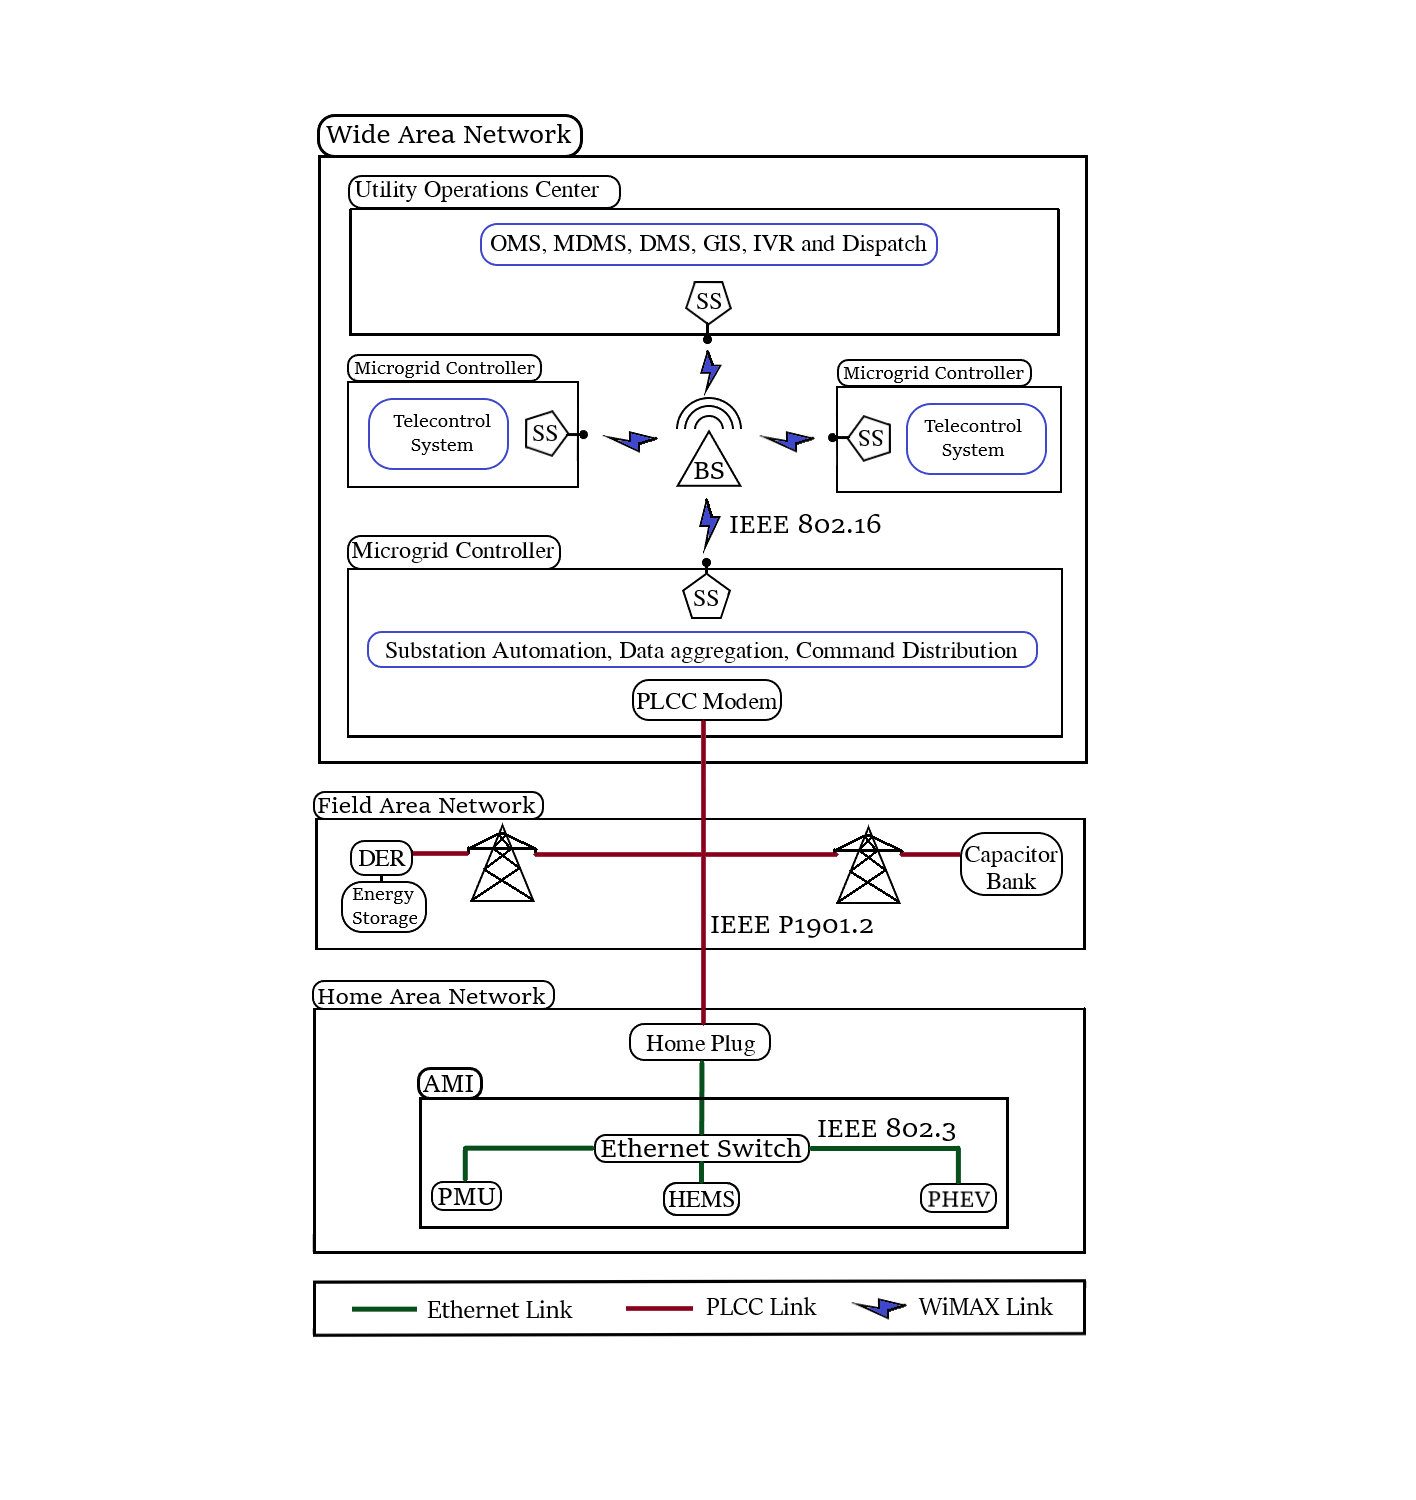 Wide Area Network
Utility Operations Center
OMS, MDMS, DMS, GIS, IVR and Dispatch
SS
Microgrid Controller
Telecontrol
System
SS
BS
Microgrid Controller
SS
Telecontrol
System
IEEE 802.16
Microgrid Controller
SS
Substation Automation, Data aggregation, Command Distribution
PLCC Modem
Field Area Network
DER
Energy
Storage
Capacitor
Bank
IEEE P1901.2
Home Area Network
Home Plug
AMI
IEEE 802.3
Ethernet Switch
PMU
HEMS
PHEV
Ethernet Link
PLCC Link
WiMAX Link